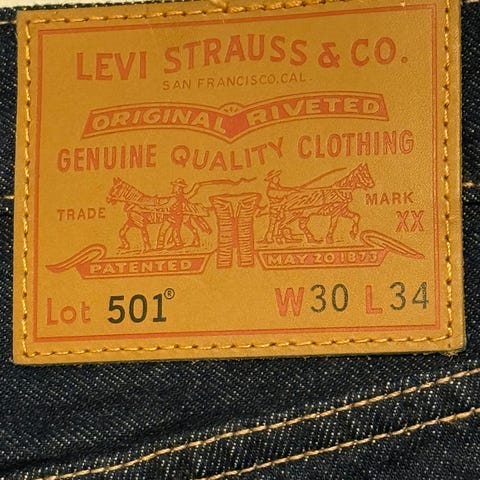 LEVI STRAUSS & CO.
SAN FRANCISCO, CAL.
ORIGINAL RIVETED
GENUINE QUALITY CLOTHING
TRADE MARK
XX
PATENTED MAY 20 1873
Lot 501® W30 L34